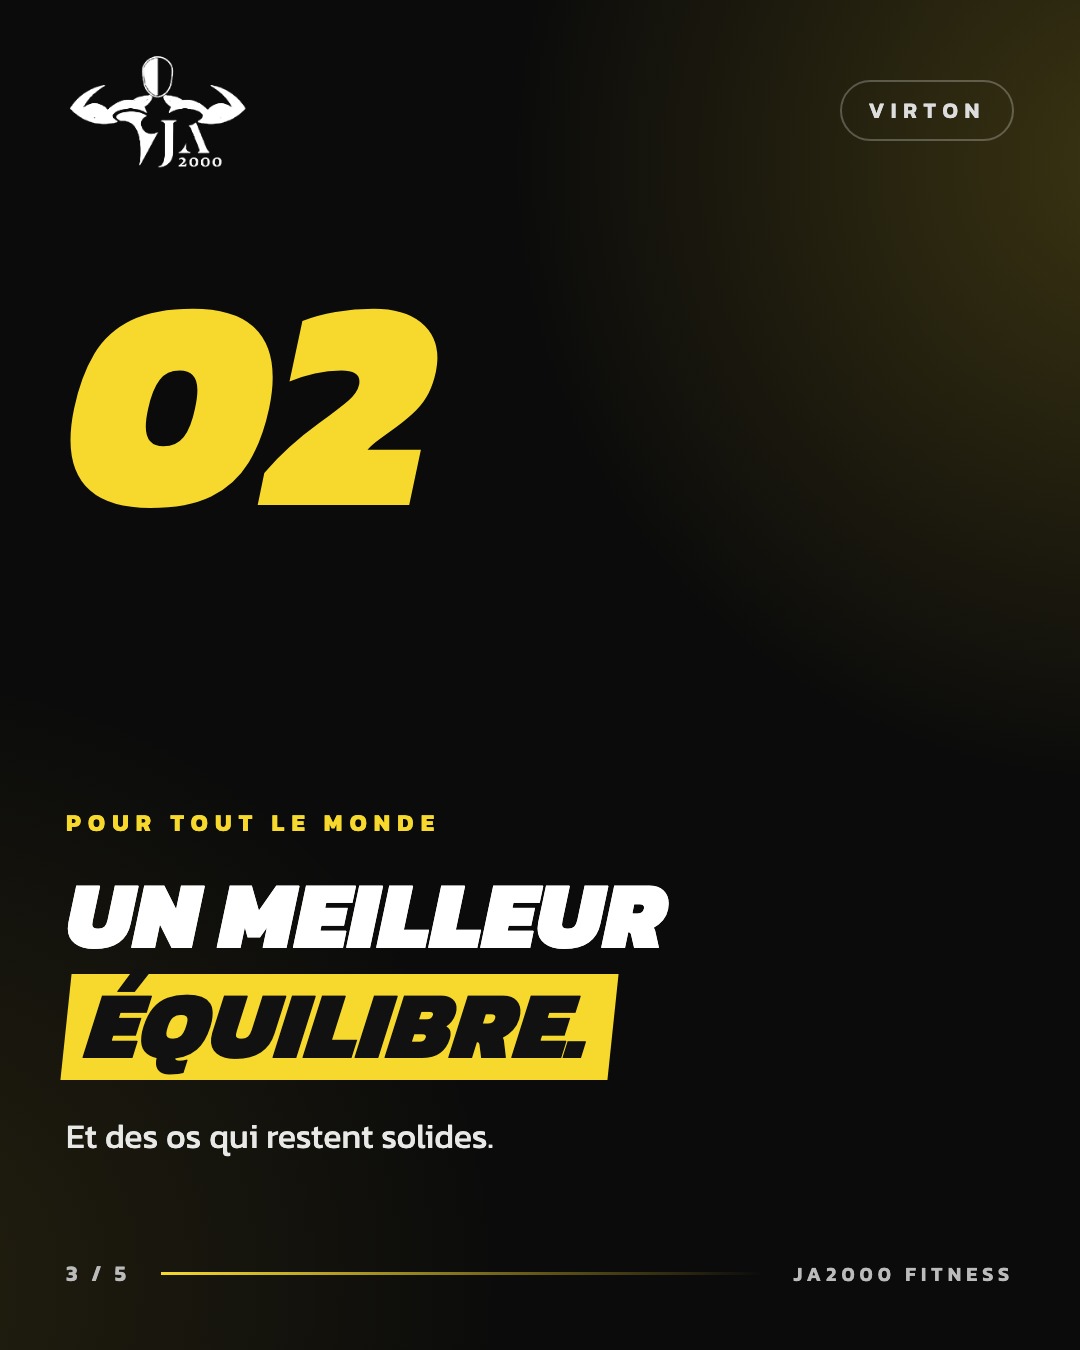 JA
2000
VIRTON
02
POUR TOUT LE MONDE
UN MEILLEUR
ÉQUILIBRE.
Et des os qui restent solides.
3 / 5
JA2000 FITNESS